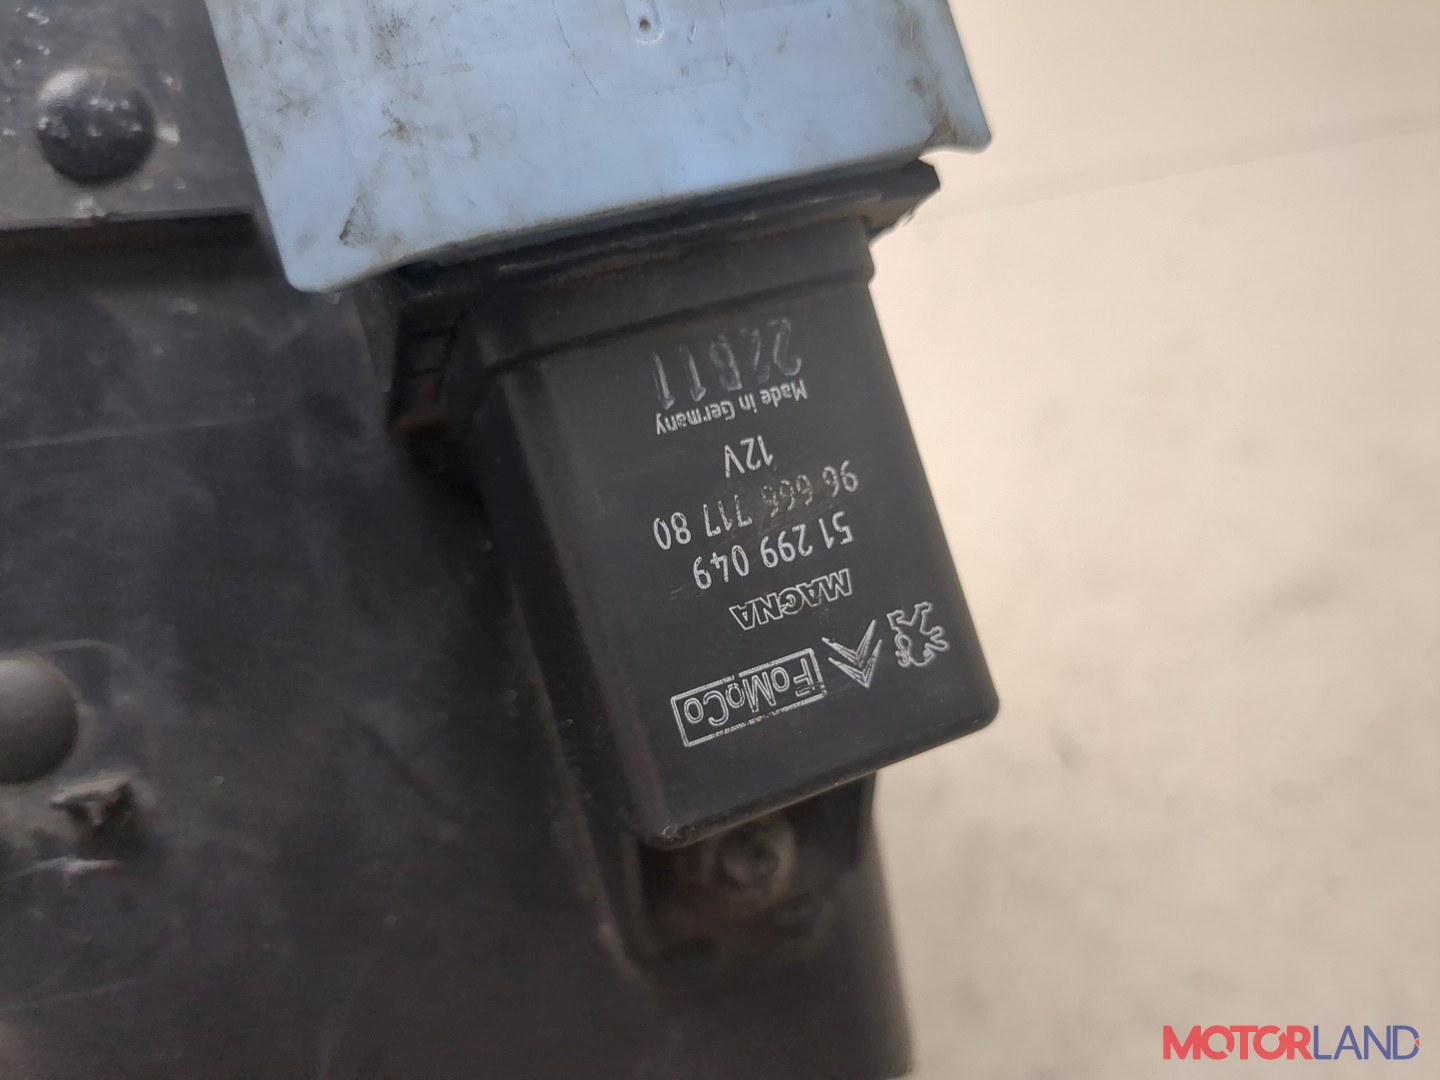 FoMoCo
MAGNA
51 299 049
96 666 717 80
12V
Made in Germany
22B11
MOTORLAND